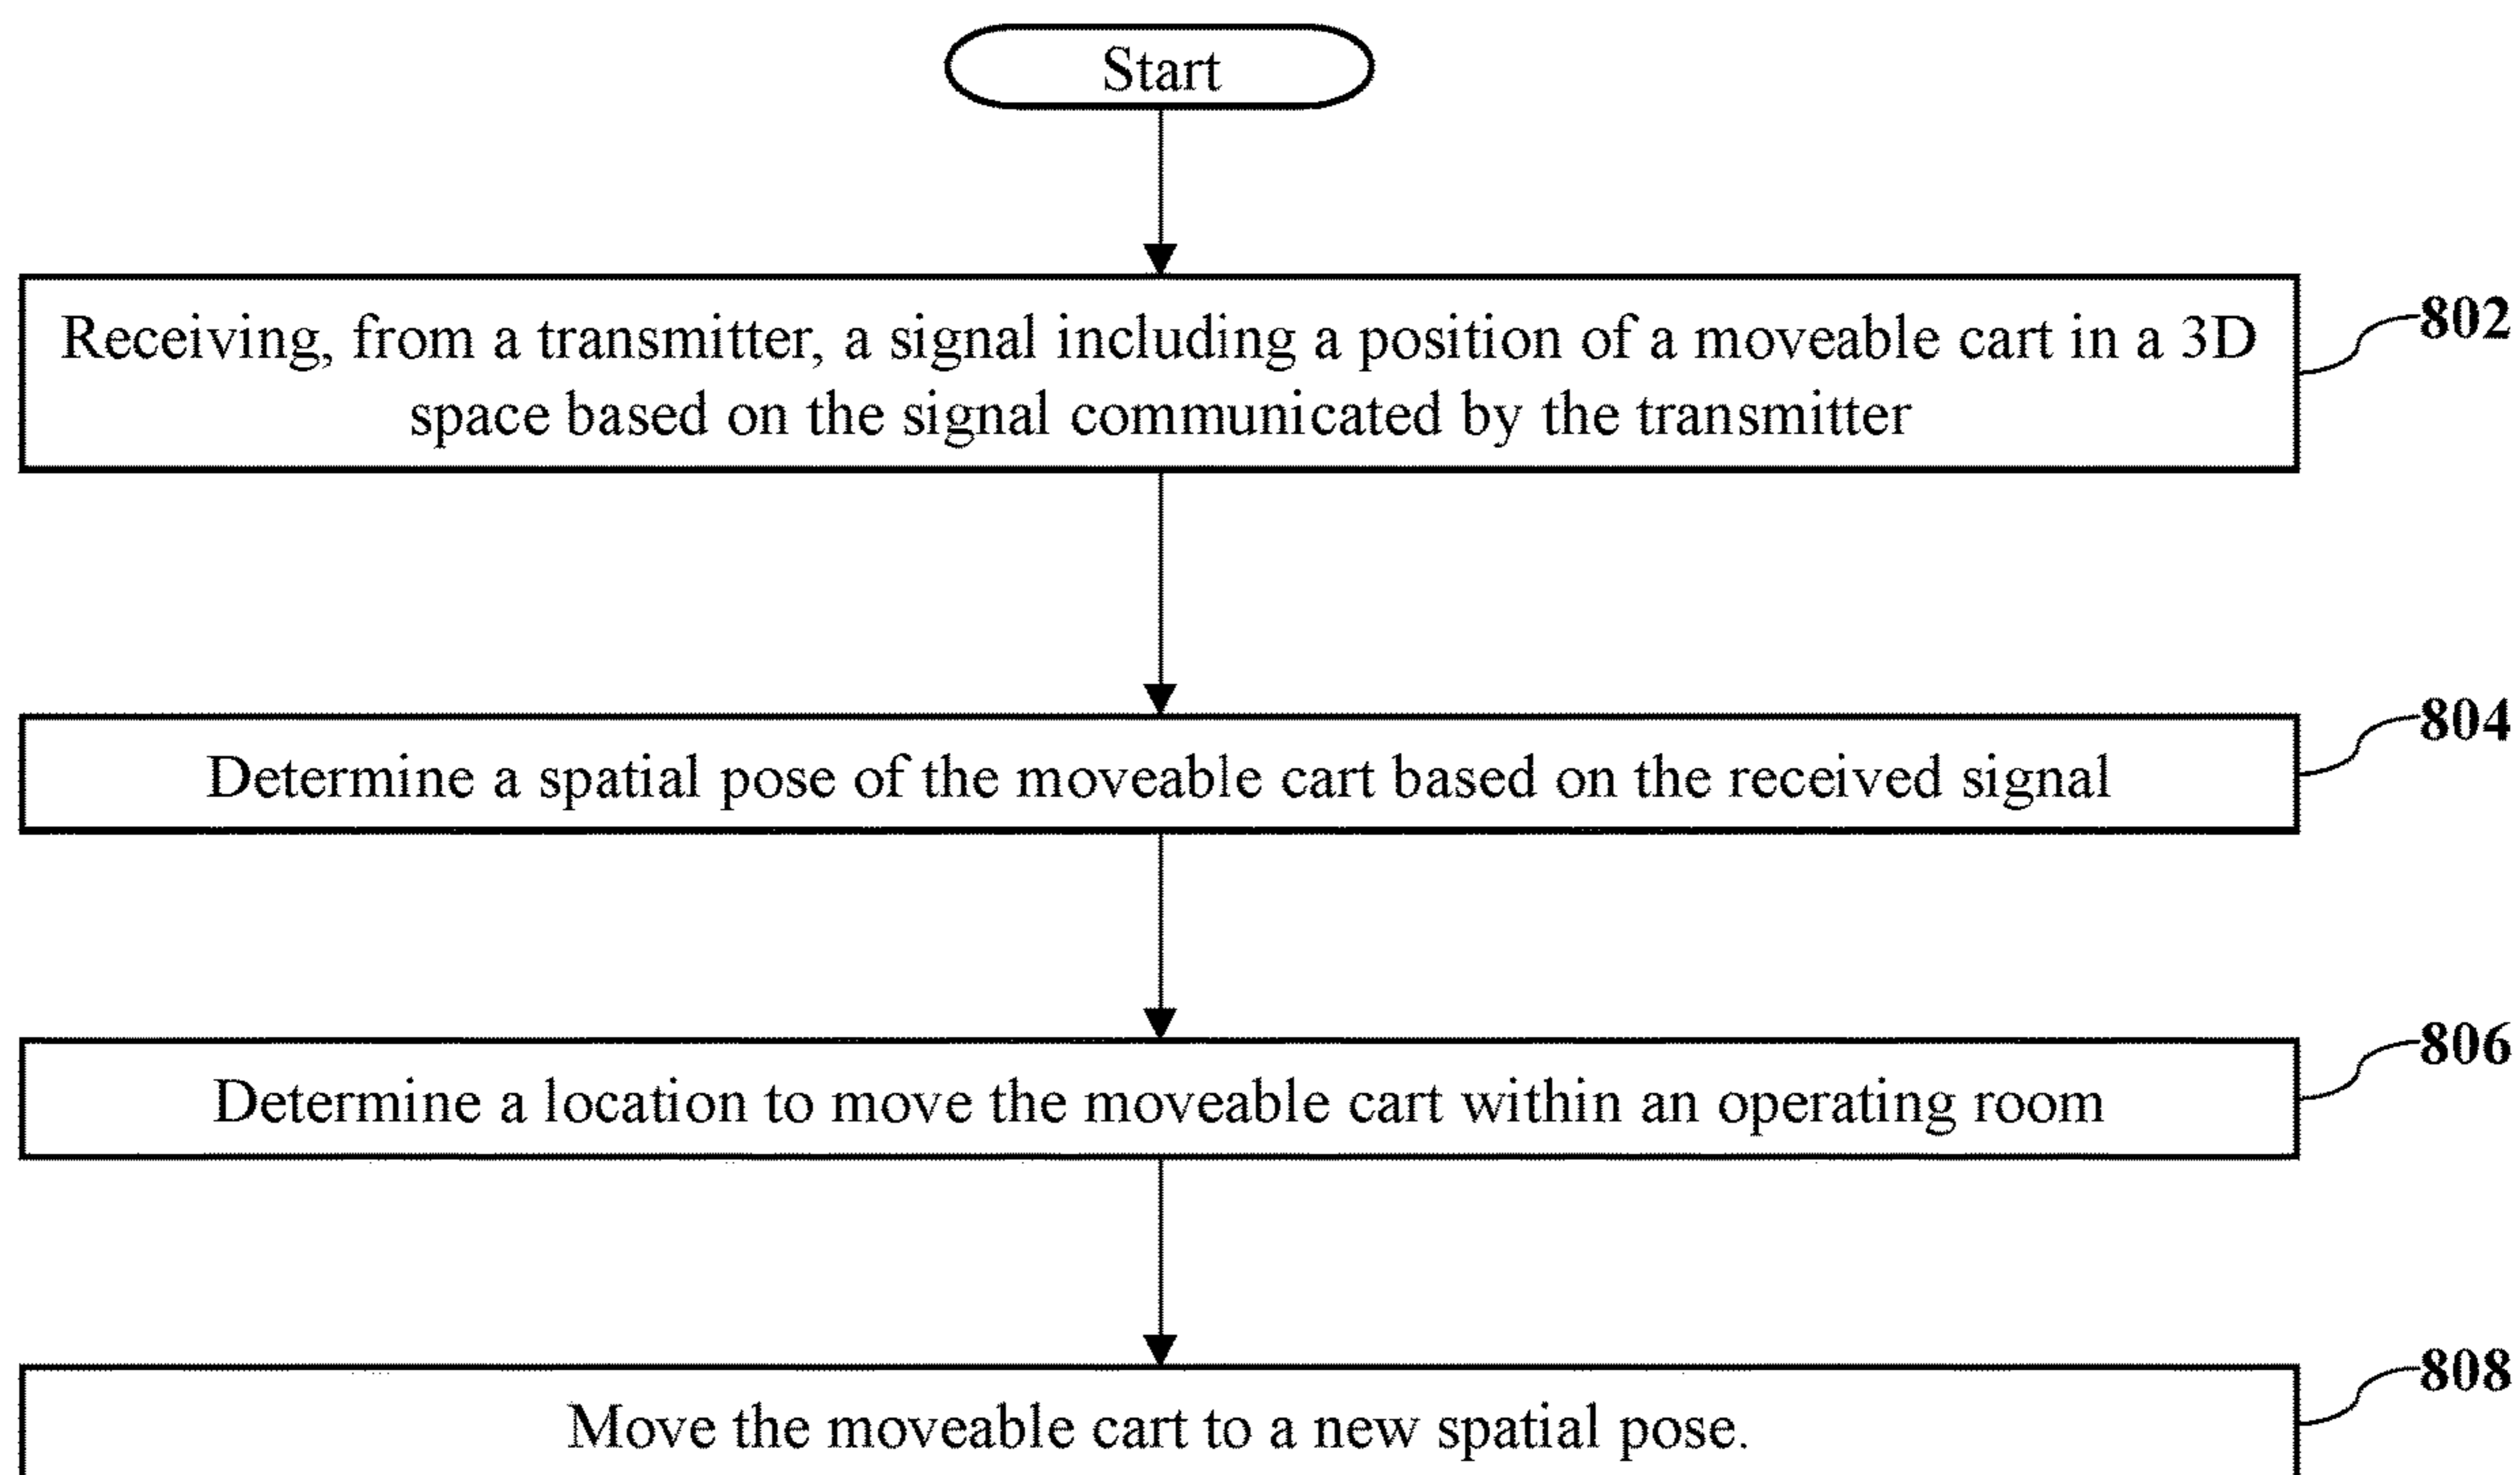 Start
Receiving, from a transmitter, a signal including a position of a moveable cart in a 3D
802
space based on the signal communicated by the transmitter
804
Determine a spatial pose of the moveable cart based on the received signal
806
Determine a location to move the moveable cart within an operating room
808
Move the moveable cart to a new spatial pose.